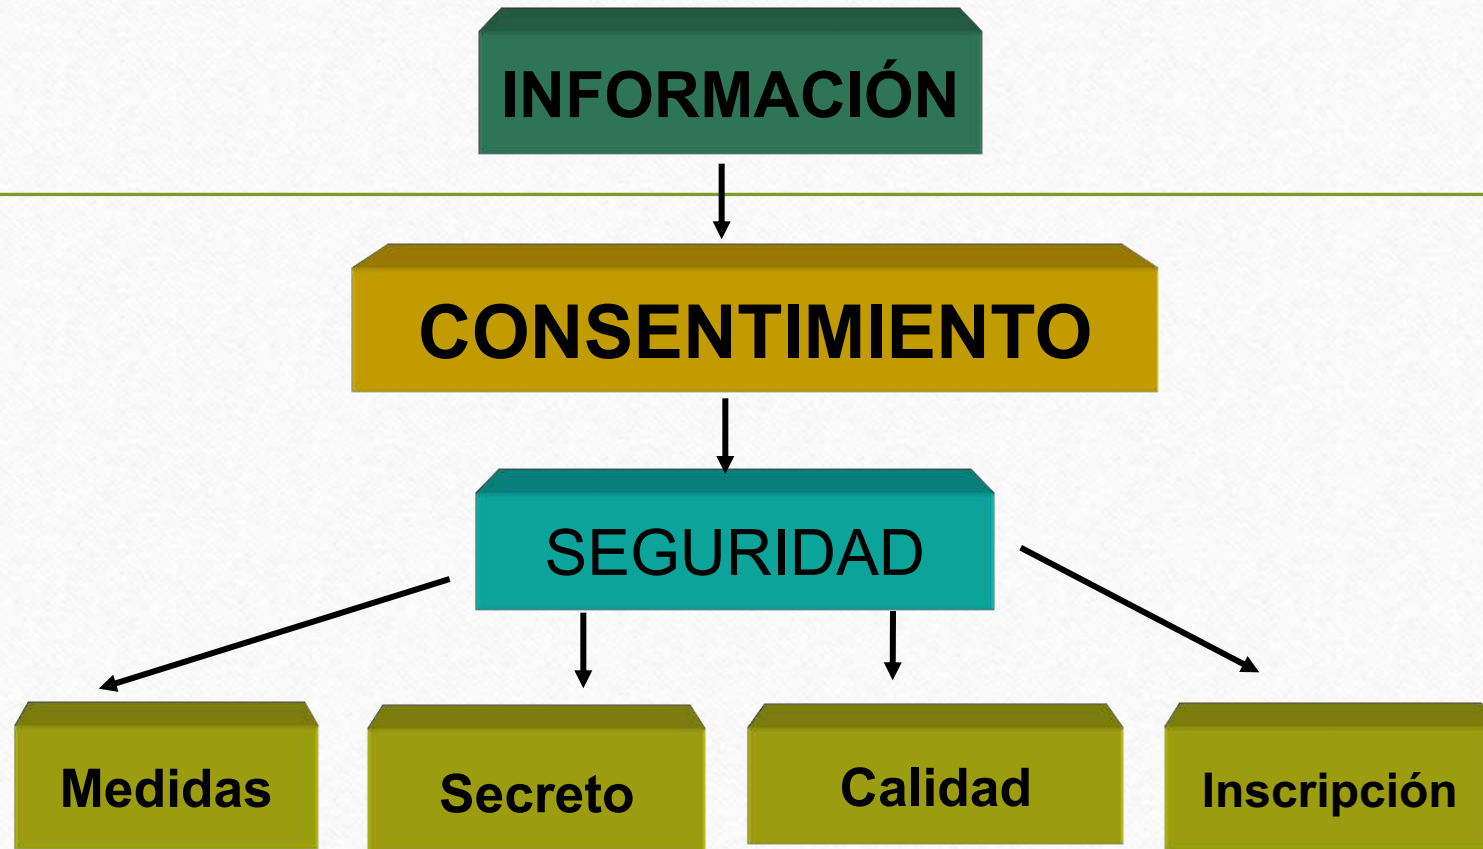 INFORMACIÓN
CONSENTIMIENTO
SEGURIDAD
Medidas
Secreto
Calidad
Inscripción